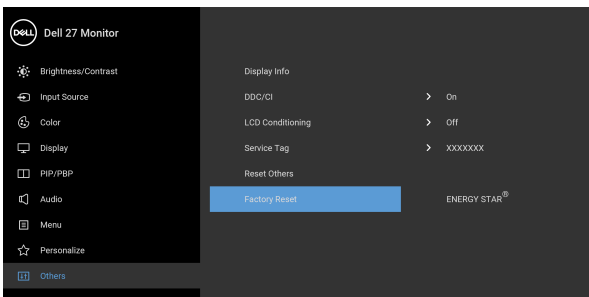 DELL Dell 27 Monitor
Brightness/Contrast
Input Source
Color
Display
PIP/PBP
Audio
Menu
Personalize
Others
Display Info
DDC/CI On
LCD Conditioning Off
Service Tag XXXXXXX
Reset Others
Factory Reset ENERGY STAR®